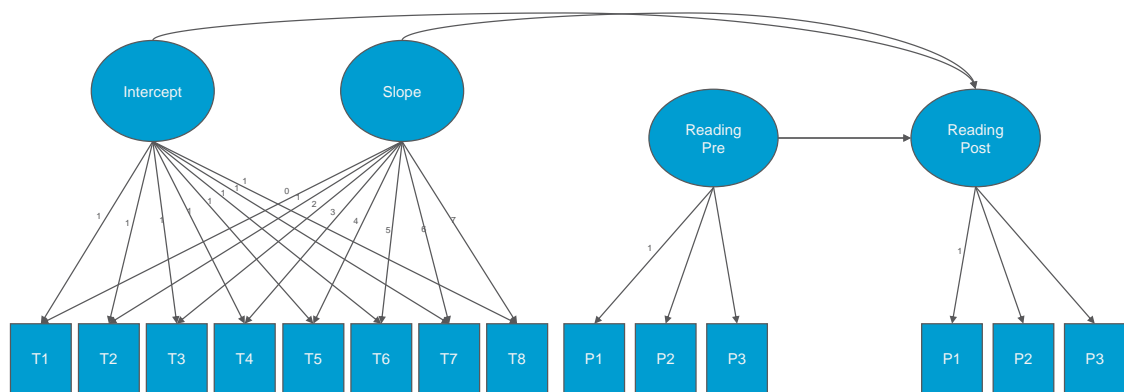 Intercept
Slope
Reading
Pre
Reading
Post
1
1
1
1
1
1
1
1
0
1
2
3
4
5
6
7
1
1
T1
T2
T3
T4
T5
T6
T7
T8
P1
P2
P3
P1
P2
P3